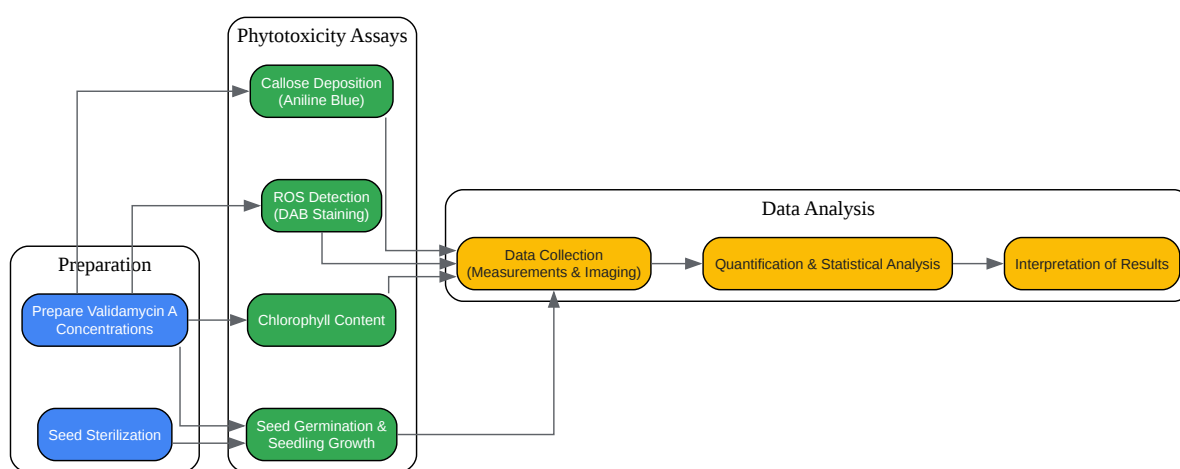 Phytotoxicity Assays
Callose Deposition
(Aniline Blue)
ROS Detection
(DAB Staining)
Chlorophyll Content
Seed Germination &
Seedling Growth
Preparation
Prepare Validamycin A
Concentrations
Seed Sterilization
Data Analysis
Data Collection
(Measurements & Imaging)
Quantification & Statistical Analysis
Interpretation of Results